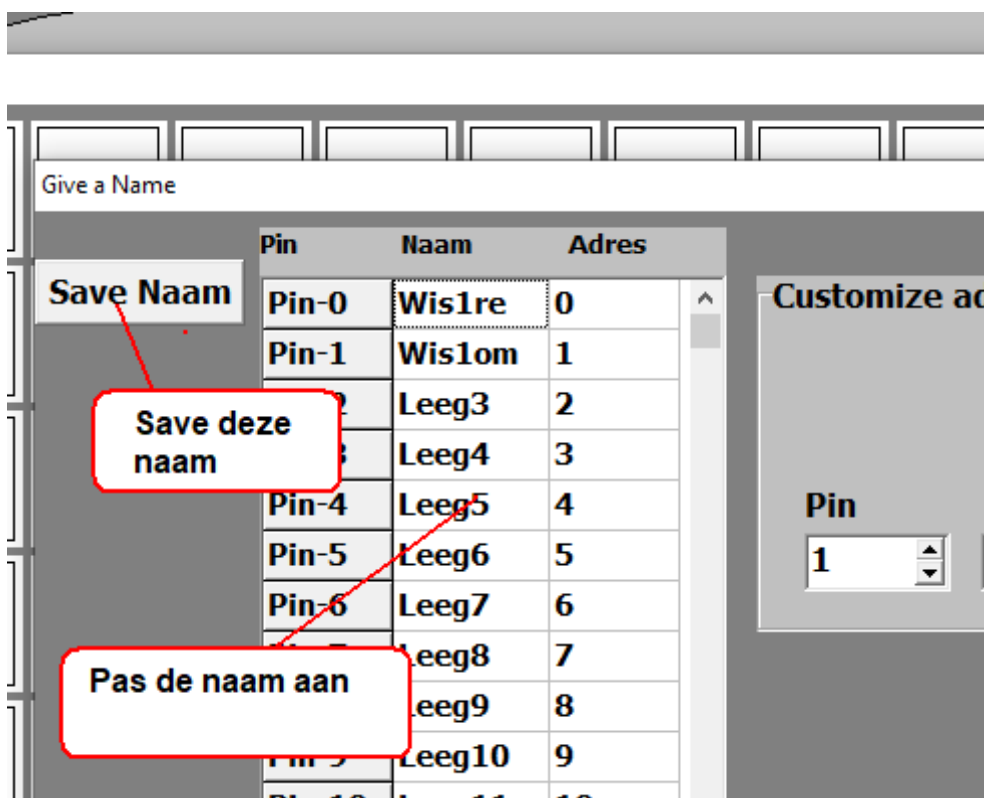 Give a Name
Pin Naam Adres
Save Naam
Pin-0 Wis1re 0
Customize ad
Pin-1 Wis1om 1
Leeg3 2
Save deze
naam
Leeg4 3
Pin-4 Leeg5 4
Pin
Pin-5 Leeg6 5
1
Pin-6 Leeg7 6
Leeg8 7
Pas de naam aan
Leeg9 8
Leeg10 9